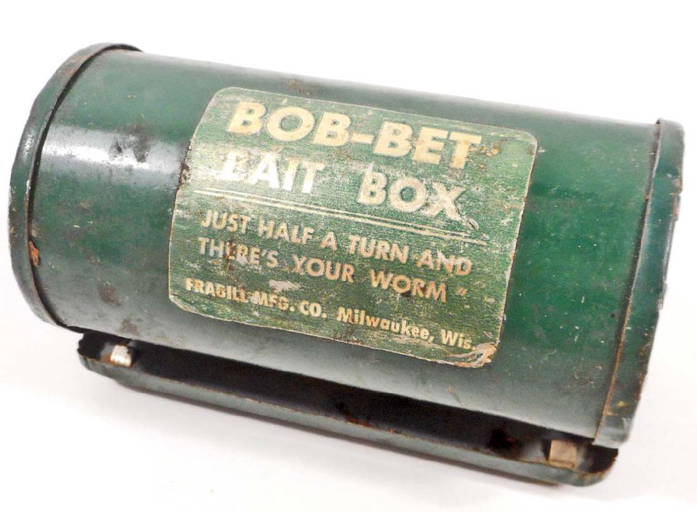 BOB-BET
BAIT BOX
JUST HALF A TURN AND
THERE'S YOUR WORM"
FRABILL MFG. CO. Milwaukee, Wis.